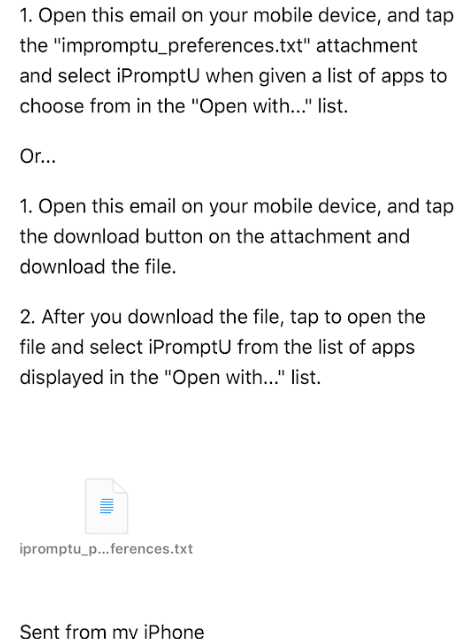 1. Open this email on your mobile device, and tap
the "impromptu_preferences.txt" attachment
and select iPromptU when given a list of apps to
choose from in the "Open with..." list.
Or...
1. Open this email on your mobile device, and tap
the download button on the attachment and
download the file.
2. After you download the file, tap to open the
file and select iPromptU from the list of apps
displayed in the "Open with..." list.
ipromptu_p...ferences.txt
Sent from my iPhone